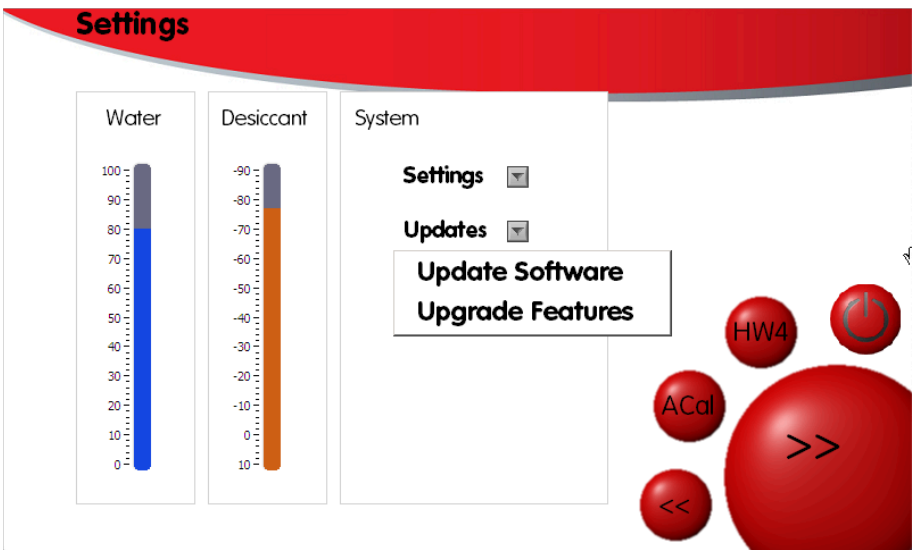 Settings
Water
Desiccant
System
100
90
80
70
60
50
40
30
20
10
0
-90
-80
-70
-60
-50
-40
-30
-20
-10
0
10
Settings
Updates
Update Software
Upgrade Features
HW4
ACal
>>
<<